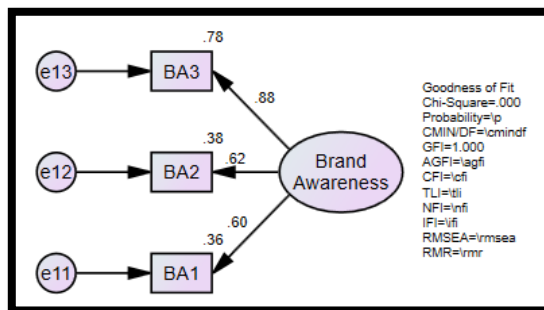 .78
e13
BA3
.88
.38
e12
BA2
.62
Brand
Awareness
.60
.36
e11
BA1
Goodness of Fit
Chi-Square=.000
Probability=\p
CMIN/DF=\cmindf
GFI=1.000
AGFI=\agfi
CFI=\cfi
TLI=\tli
NFI=\nfi
IFI=\ifi
RMSEA=\rmsea
RMR=\rmr